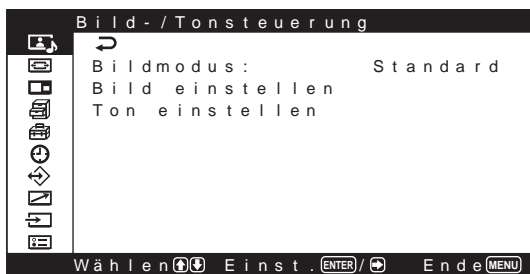 Bild-/Tonsteuerung
Bildmodus: Standard
Bild einstellen
Ton einstellen
Wählen Einst. ENTER / Ende MENU